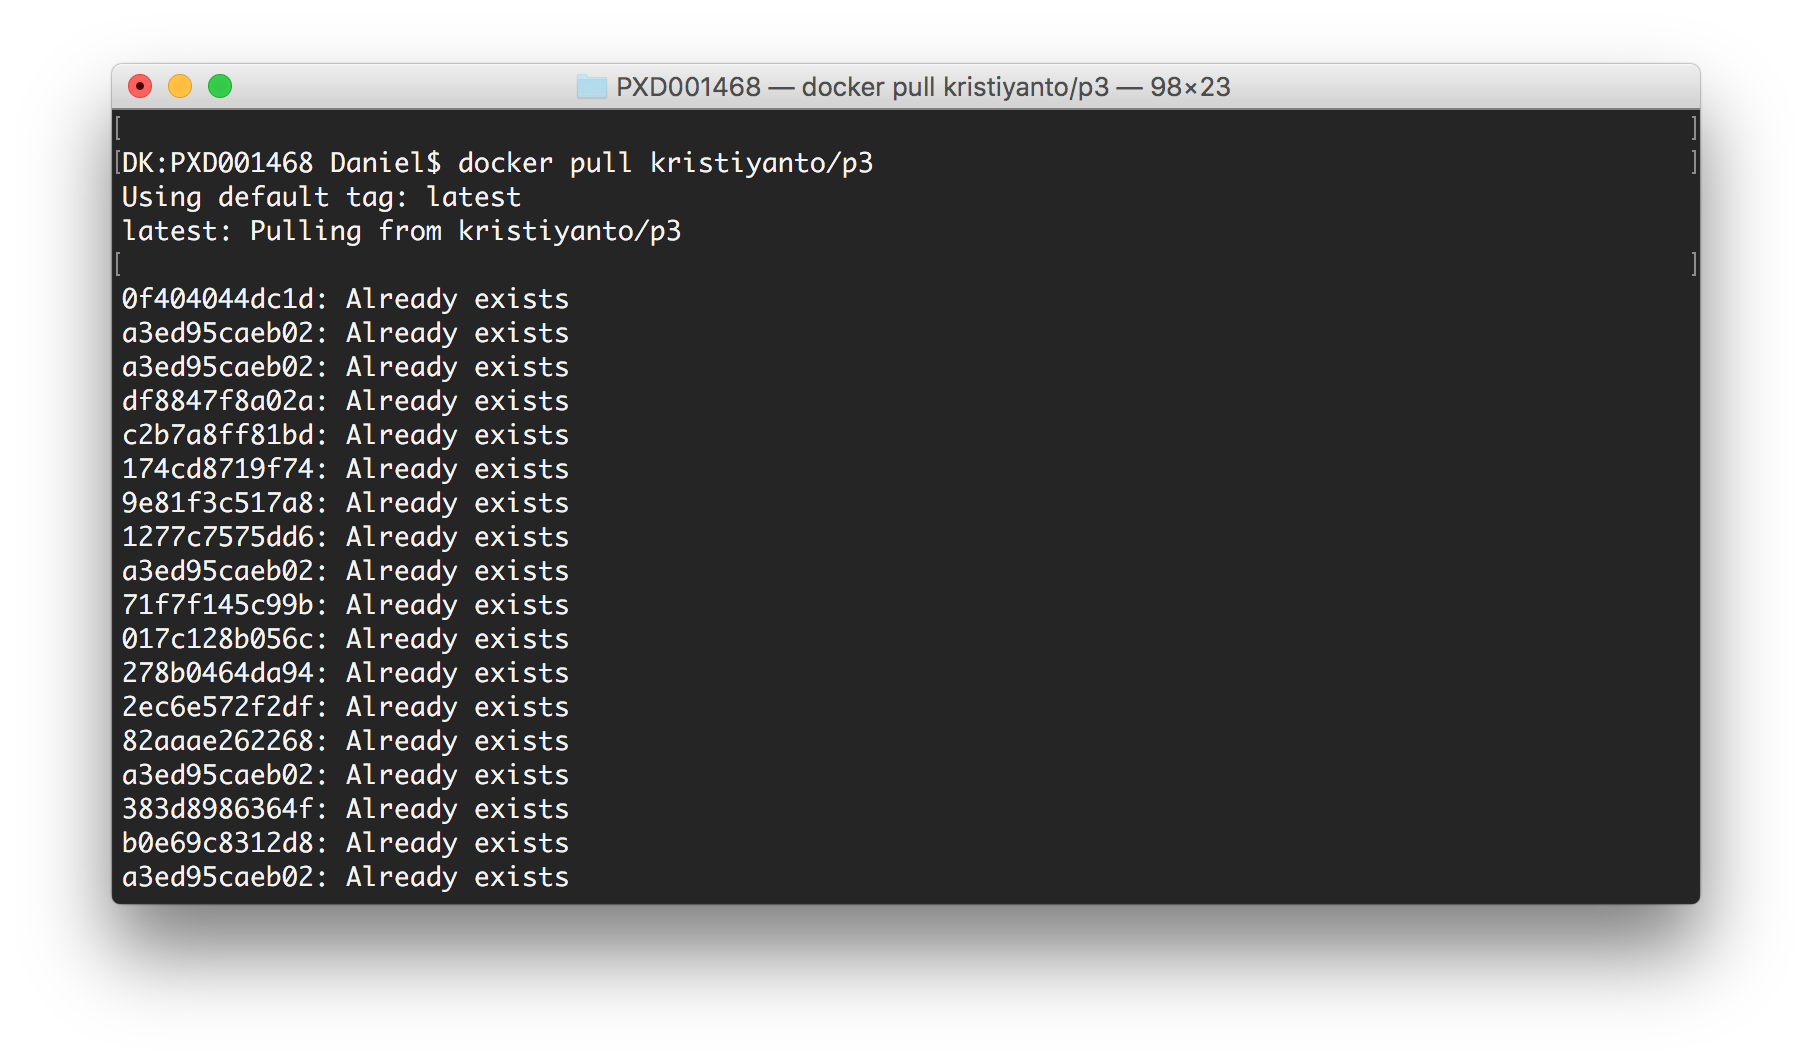 PXD001468 — docker pull kristiyanto/p3 — 98×23
[ ]
[DK:PXD001468 Daniel$ docker pull kristiyanto/p3 ]
Using default tag: latest
latest: Pulling from kristiyanto/p3
[ ]
0f404044dc1d: Already exists
a3ed95caeb02: Already exists
a3ed95caeb02: Already exists
df8847f8a02a: Already exists
c2b7a8ff81bd: Already exists
174cd8719f74: Already exists
9e81f3c517a8: Already exists
1277c7575dd6: Already exists
a3ed95caeb02: Already exists
71f7f145c99b: Already exists
017c128b056c: Already exists
278b0464da94: Already exists
2ec6e572f2df: Already exists
82aaae262268: Already exists
a3ed95caeb02: Already exists
383d8986364f: Already exists
b0e69c8312d8: Already exists
a3ed95caeb02: Already exists